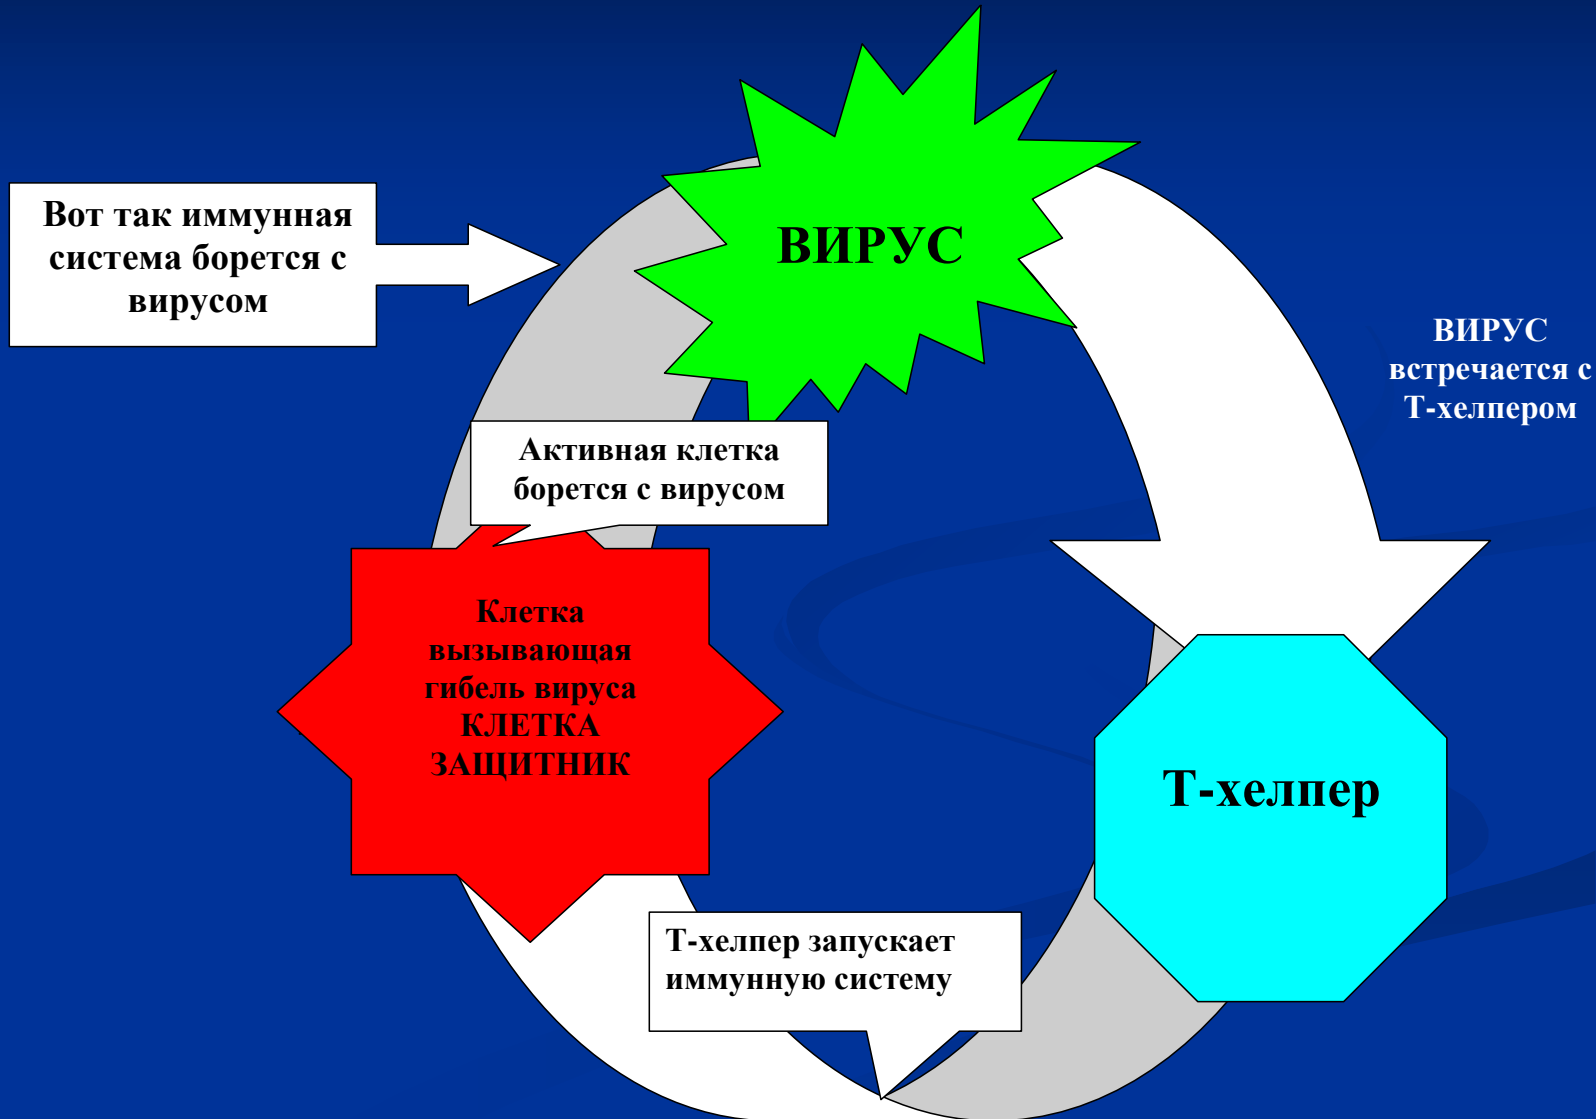 ВИРУС
Вот так иммунная
система борется с
вирусом
ВИРУС
встречается с
Т-хелпером
Активная клетка
борется с вирусом
Клетка
вызывающая
гибель вируса
КЛЕТКА
ЗАЩИТНИК
Т-хелпер
Т-хелпер запускает
иммунную систему